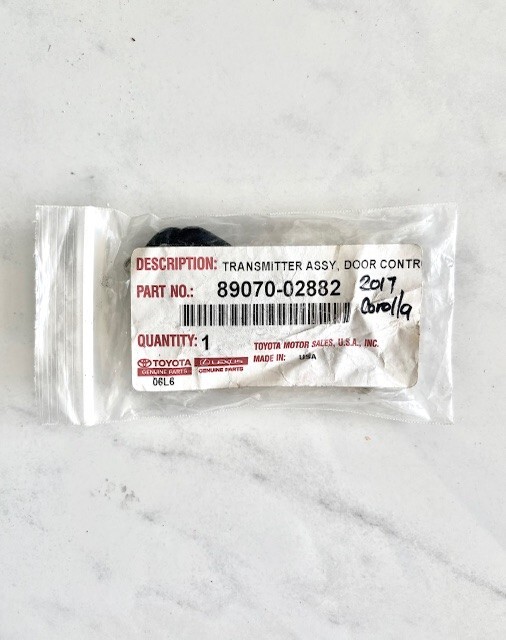 DESCRIPTION: TRANSMITTER ASSY, DOOR CONTR
PART NO.: 89070-02882
2017
Corolla
QUANTITY: 1
TOYOTA MOTOR SALES, U.S.A., INC.
MADE IN: USA
TOYOTA
GENUINE PARTS
LEXUS
GENUINE PARTS
06L6